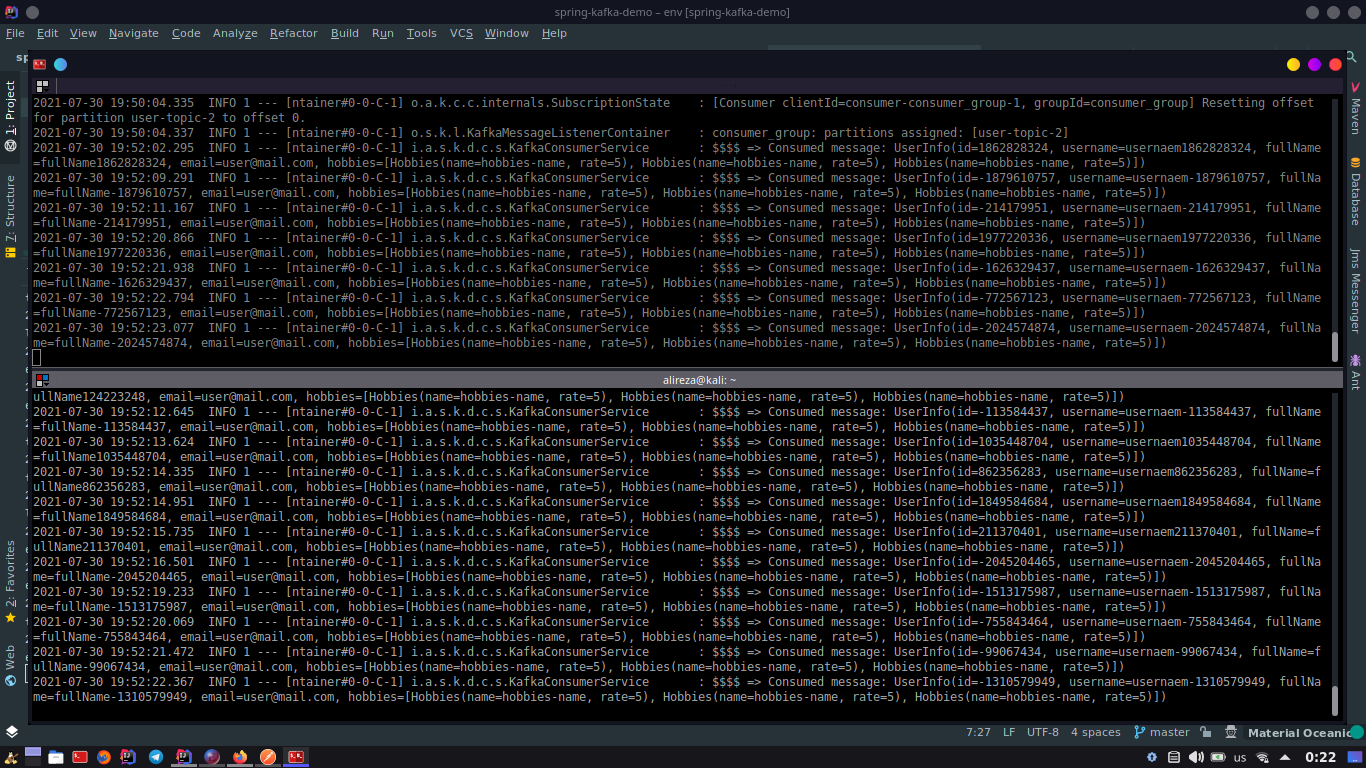 spring-kafka-demo – env [spring-kafka-demo]
File Edit View Navigate Code Analyze Refactor Build Run Tools VCS Window Help
sp
1: Project
7: Structure
2: Favorites
Web
2021-07-30 19:50:04.335  INFO 1 --- [ntainer#0-0-C-1] o.a.k.c.c.internals.SubscriptionState    : [Consumer clientId=consumer-consumer_group-1, groupId=consumer_group] Resetting offset
for partition user-topic-2 to offset 0.
2021-07-30 19:50:04.337  INFO 1 --- [ntainer#0-0-C-1] o.s.k.l.KafkaMessageListenerContainer    : consumer_group: partitions assigned: [user-topic-2]
2021-07-30 19:52:02.295  INFO 1 --- [ntainer#0-0-C-1] i.a.s.k.d.c.s.KafkaConsumerService       : $$$$ => Consumed message: UserInfo(id=1862828324, username=usernaem1862828324, fullName
=fullName1862828324, email=user@mail.com, hobbies=[Hobbies(name=hobbies-name, rate=5), Hobbies(name=hobbies-name, rate=5), Hobbies(name=hobbies-name, rate=5)])
2021-07-30 19:52:09.291  INFO 1 --- [ntainer#0-0-C-1] i.a.s.k.d.c.s.KafkaConsumerService       : $$$$ => Consumed message: UserInfo(id=-1879610757, username=usernaem-1879610757, fullNa
me=fullName-1879610757, email=user@mail.com, hobbies=[Hobbies(name=hobbies-name, rate=5), Hobbies(name=hobbies-name, rate=5), Hobbies(name=hobbies-name, rate=5)])
2021-07-30 19:52:11.167  INFO 1 --- [ntainer#0-0-C-1] i.a.s.k.d.c.s.KafkaConsumerService       : $$$$ => Consumed message: UserInfo(id=-214179951, username=usernaem-214179951, fullName
=fullName-214179951, email=user@mail.com, hobbies=[Hobbies(name=hobbies-name, rate=5), Hobbies(name=hobbies-name, rate=5), Hobbies(name=hobbies-name, rate=5)])
2021-07-30 19:52:20.866  INFO 1 --- [ntainer#0-0-C-1] i.a.s.k.d.c.s.KafkaConsumerService       : $$$$ => Consumed message: UserInfo(id=1977220336, username=usernaem1977220336, fullName
=fullName1977220336, email=user@mail.com, hobbies=[Hobbies(name=hobbies-name, rate=5), Hobbies(name=hobbies-name, rate=5), Hobbies(name=hobbies-name, rate=5)])
2021-07-30 19:52:21.938  INFO 1 --- [ntainer#0-0-C-1] i.a.s.k.d.c.s.KafkaConsumerService       : $$$$ => Consumed message: UserInfo(id=-1626329437, username=usernaem-1626329437, fullNa
me=fullName-1626329437, email=user@mail.com, hobbies=[Hobbies(name=hobbies-name, rate=5), Hobbies(name=hobbies-name, rate=5), Hobbies(name=hobbies-name, rate=5)])
2021-07-30 19:52:22.794  INFO 1 --- [ntainer#0-0-C-1] i.a.s.k.d.c.s.KafkaConsumerService       : $$$$ => Consumed message: UserInfo(id=-772567123, username=usernaem-772567123, fullName
=fullName-772567123, email=user@mail.com, hobbies=[Hobbies(name=hobbies-name, rate=5), Hobbies(name=hobbies-name, rate=5), Hobbies(name=hobbies-name, rate=5)])
2021-07-30 19:52:23.077  INFO 1 --- [ntainer#0-0-C-1] i.a.s.k.d.c.s.KafkaConsumerService       : $$$$ => Consumed message: UserInfo(id=-2024574874, username=usernaem-2024574874, fullNa
me=fullName-2024574874, email=user@mail.com, hobbies=[Hobbies(name=hobbies-name, rate=5), Hobbies(name=hobbies-name, rate=5), Hobbies(name=hobbies-name, rate=5)])
alireza@kali: ~
ullName124223248, email=user@mail.com, hobbies=[Hobbies(name=hobbies-name, rate=5), Hobbies(name=hobbies-name, rate=5), Hobbies(name=hobbies-name, rate=5)])
2021-07-30 19:52:12.645  INFO 1 --- [ntainer#0-0-C-1] i.a.s.k.d.c.s.KafkaConsumerService       : $$$$ => Consumed message: UserInfo(id=-113584437, username=usernaem-113584437, fullName
=fullName-113584437, email=user@mail.com, hobbies=[Hobbies(name=hobbies-name, rate=5), Hobbies(name=hobbies-name, rate=5), Hobbies(name=hobbies-name, rate=5)])
2021-07-30 19:52:13.624  INFO 1 --- [ntainer#0-0-C-1] i.a.s.k.d.c.s.KafkaConsumerService       : $$$$ => Consumed message: UserInfo(id=1035448704, username=usernaem1035448704, fullName
=fullName1035448704, email=user@mail.com, hobbies=[Hobbies(name=hobbies-name, rate=5), Hobbies(name=hobbies-name, rate=5), Hobbies(name=hobbies-name, rate=5)])
2021-07-30 19:52:14.335  INFO 1 --- [ntainer#0-0-C-1] i.a.s.k.d.c.s.KafkaConsumerService       : $$$$ => Consumed message: UserInfo(id=862356283, username=usernaem862356283, fullName=f
ullName862356283, email=user@mail.com, hobbies=[Hobbies(name=hobbies-name, rate=5), Hobbies(name=hobbies-name, rate=5), Hobbies(name=hobbies-name, rate=5)])
2021-07-30 19:52:14.951  INFO 1 --- [ntainer#0-0-C-1] i.a.s.k.d.c.s.KafkaConsumerService       : $$$$ => Consumed message: UserInfo(id=1849584684, username=usernaem1849584684, fullName
=fullName1849584684, email=user@mail.com, hobbies=[Hobbies(name=hobbies-name, rate=5), Hobbies(name=hobbies-name, rate=5), Hobbies(name=hobbies-name, rate=5)])
2021-07-30 19:52:15.735  INFO 1 --- [ntainer#0-0-C-1] i.a.s.k.d.c.s.KafkaConsumerService       : $$$$ => Consumed message: UserInfo(id=211370401, username=usernaem211370401, fullName=f
ullName211370401, email=user@mail.com, hobbies=[Hobbies(name=hobbies-name, rate=5), Hobbies(name=hobbies-name, rate=5), Hobbies(name=hobbies-name, rate=5)])
2021-07-30 19:52:16.501  INFO 1 --- [ntainer#0-0-C-1] i.a.s.k.d.c.s.KafkaConsumerService       : $$$$ => Consumed message: UserInfo(id=-2045204465, username=usernaem-2045204465, fullNa
me=fullName-2045204465, email=user@mail.com, hobbies=[Hobbies(name=hobbies-name, rate=5), Hobbies(name=hobbies-name, rate=5), Hobbies(name=hobbies-name, rate=5)])
2021-07-30 19:52:19.233  INFO 1 --- [ntainer#0-0-C-1] i.a.s.k.d.c.s.KafkaConsumerService       : $$$$ => Consumed message: UserInfo(id=-1513175987, username=usernaem-1513175987, fullNa
me=fullName-1513175987, email=user@mail.com, hobbies=[Hobbies(name=hobbies-name, rate=5), Hobbies(name=hobbies-name, rate=5), Hobbies(name=hobbies-name, rate=5)])
2021-07-30 19:52:20.069  INFO 1 --- [ntainer#0-0-C-1] i.a.s.k.d.c.s.KafkaConsumerService       : $$$$ => Consumed message: UserInfo(id=-755843464, username=usernaem-755843464, fullName
=fullName-755843464, email=user@mail.com, hobbies=[Hobbies(name=hobbies-name, rate=5), Hobbies(name=hobbies-name, rate=5), Hobbies(name=hobbies-name, rate=5)])
2021-07-30 19:52:21.472  INFO 1 --- [ntainer#0-0-C-1] i.a.s.k.d.c.s.KafkaConsumerService       : $$$$ => Consumed message: UserInfo(id=-99067434, username=usernaem-99067434, fullName=f
ullName-99067434, email=user@mail.com, hobbies=[Hobbies(name=hobbies-name, rate=5), Hobbies(name=hobbies-name, rate=5), Hobbies(name=hobbies-name, rate=5)])
2021-07-30 19:52:22.367  INFO 1 --- [ntainer#0-0-C-1] i.a.s.k.d.c.s.KafkaConsumerService       : $$$$ => Consumed message: UserInfo(id=-1310579949, username=usernaem-1310579949, fullNa
me=fullName-1310579949, email=user@mail.com, hobbies=[Hobbies(name=hobbies-name, rate=5), Hobbies(name=hobbies-name, rate=5), Hobbies(name=hobbies-name, rate=5)])
Maven
Database
Jms Messenger
Ant
7:27 LF UTF-8 4 spaces master Material Oceanic
us 0:22